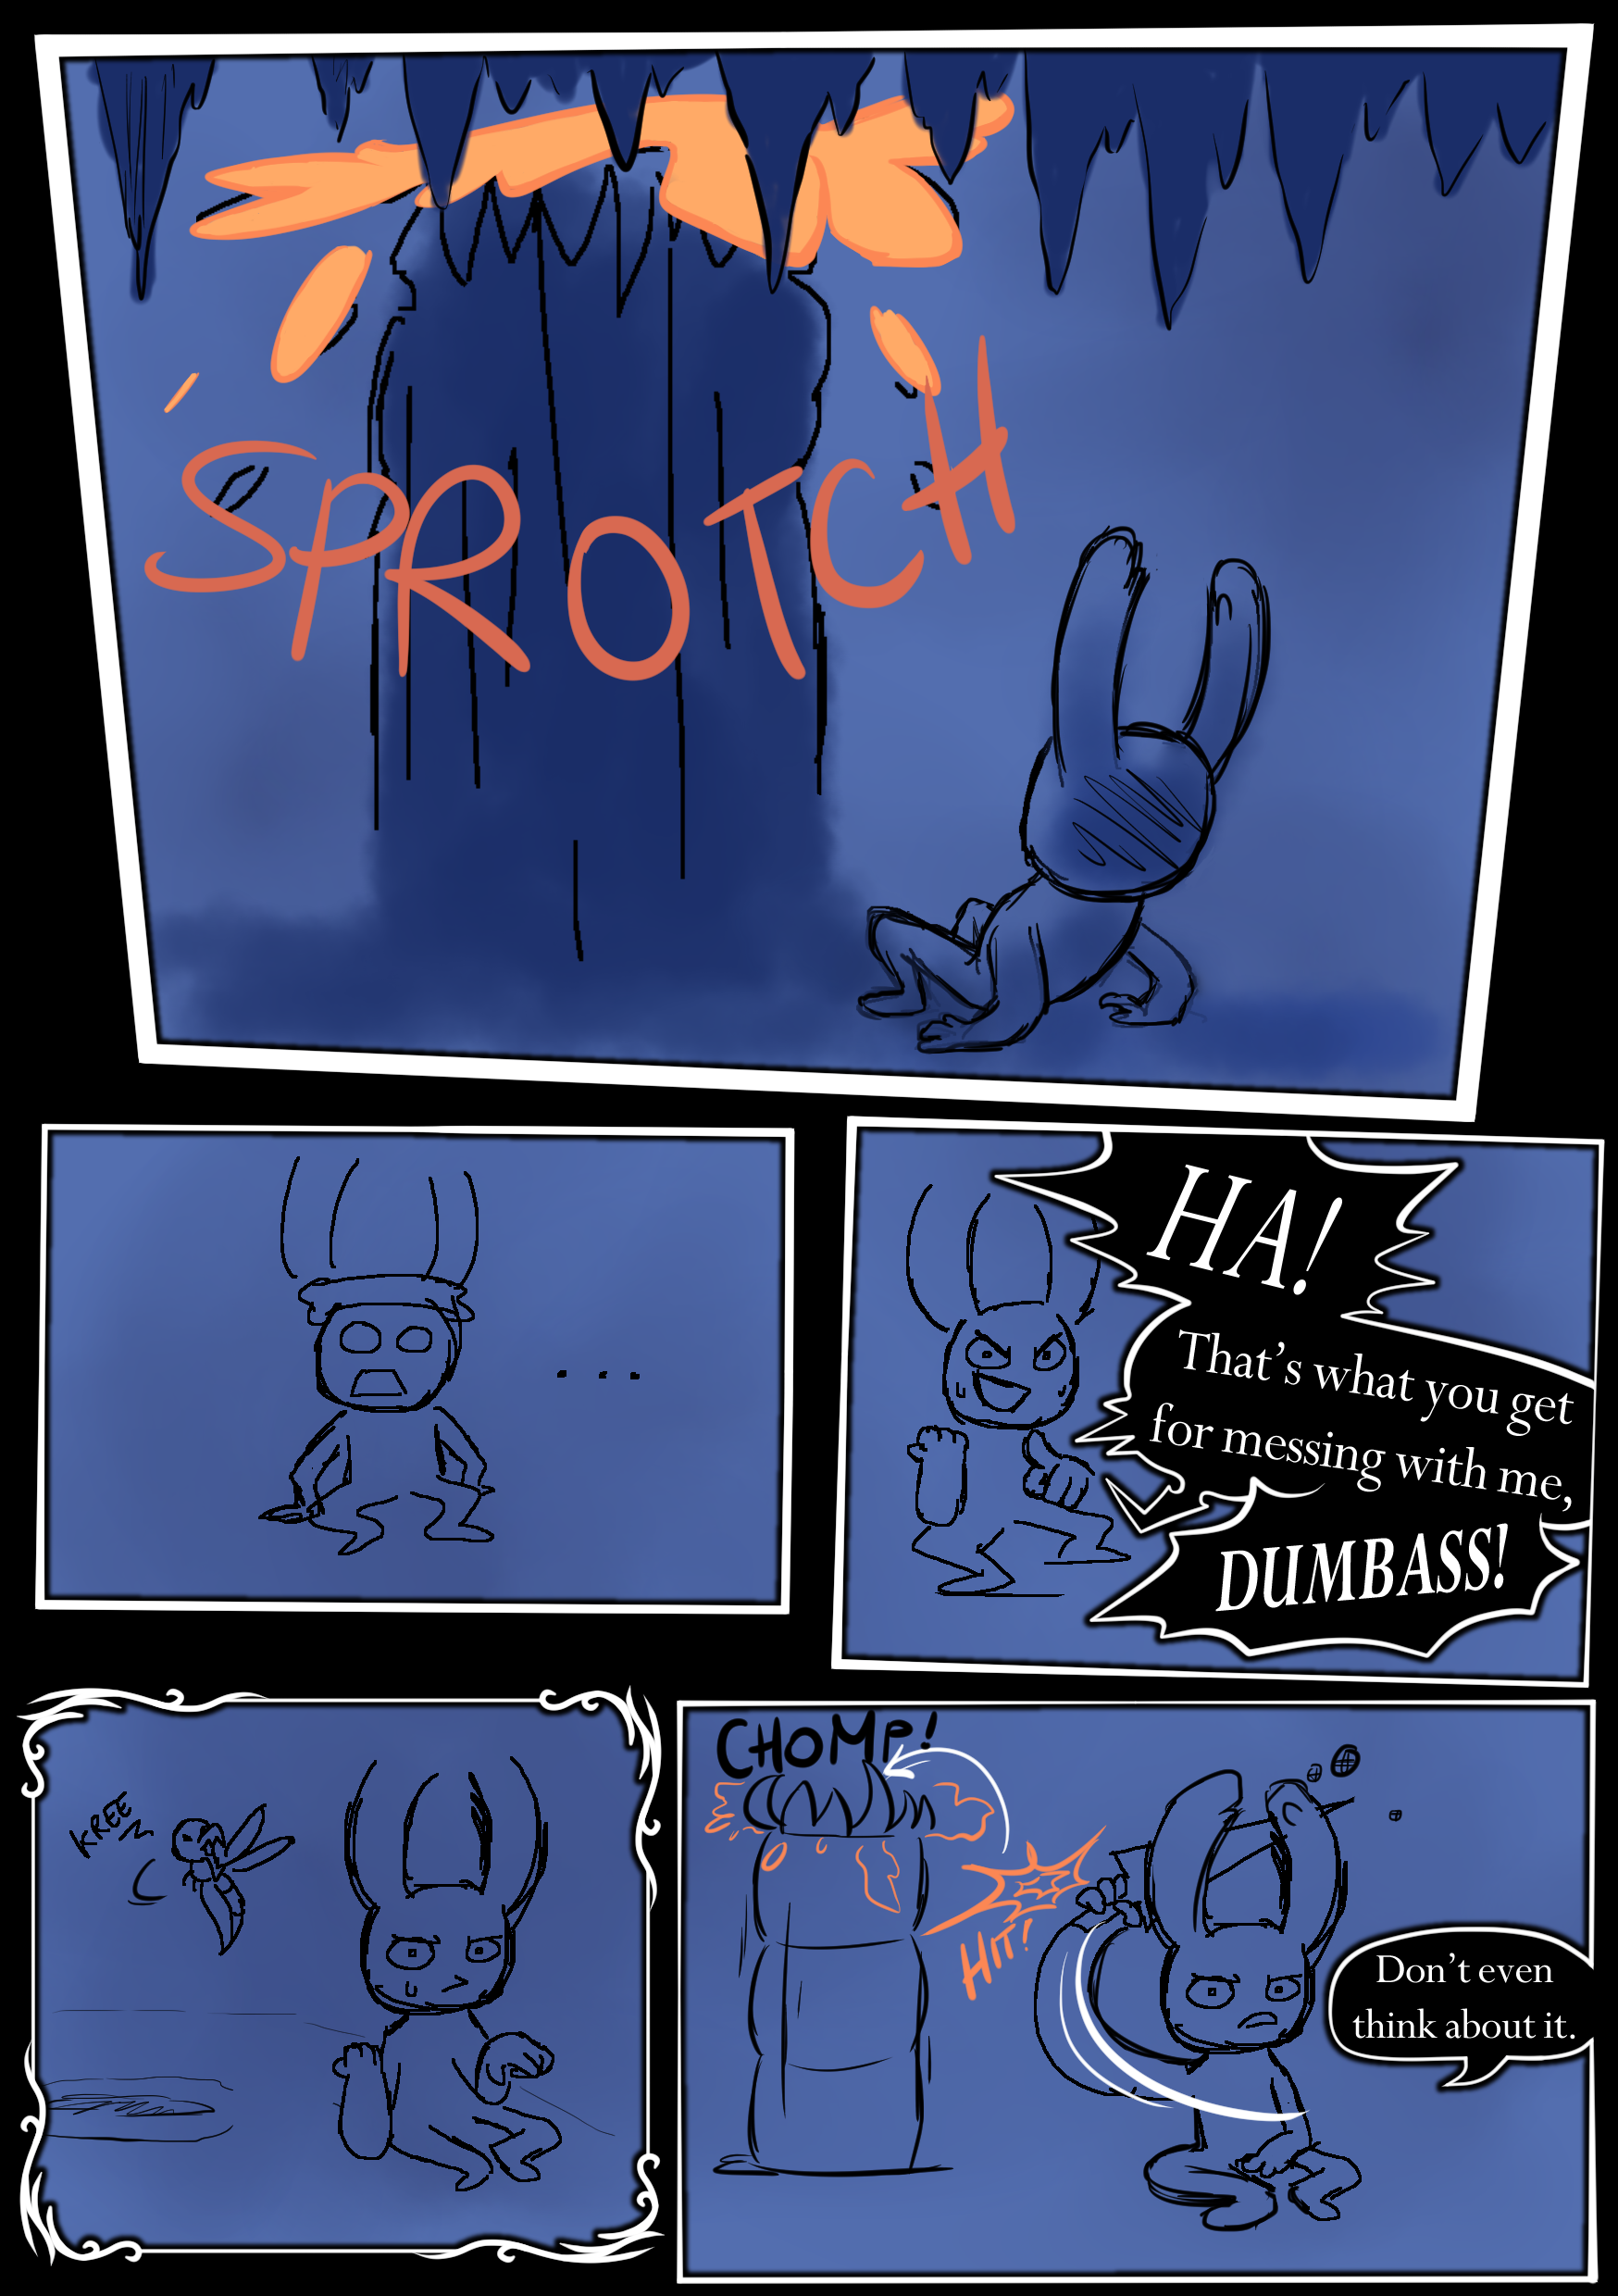 SPROTCH
...
HA!
That's what you get
for messing with me,
DUMBASS!
KREE
CHOMP!
HIT!
Don't even
think about it.